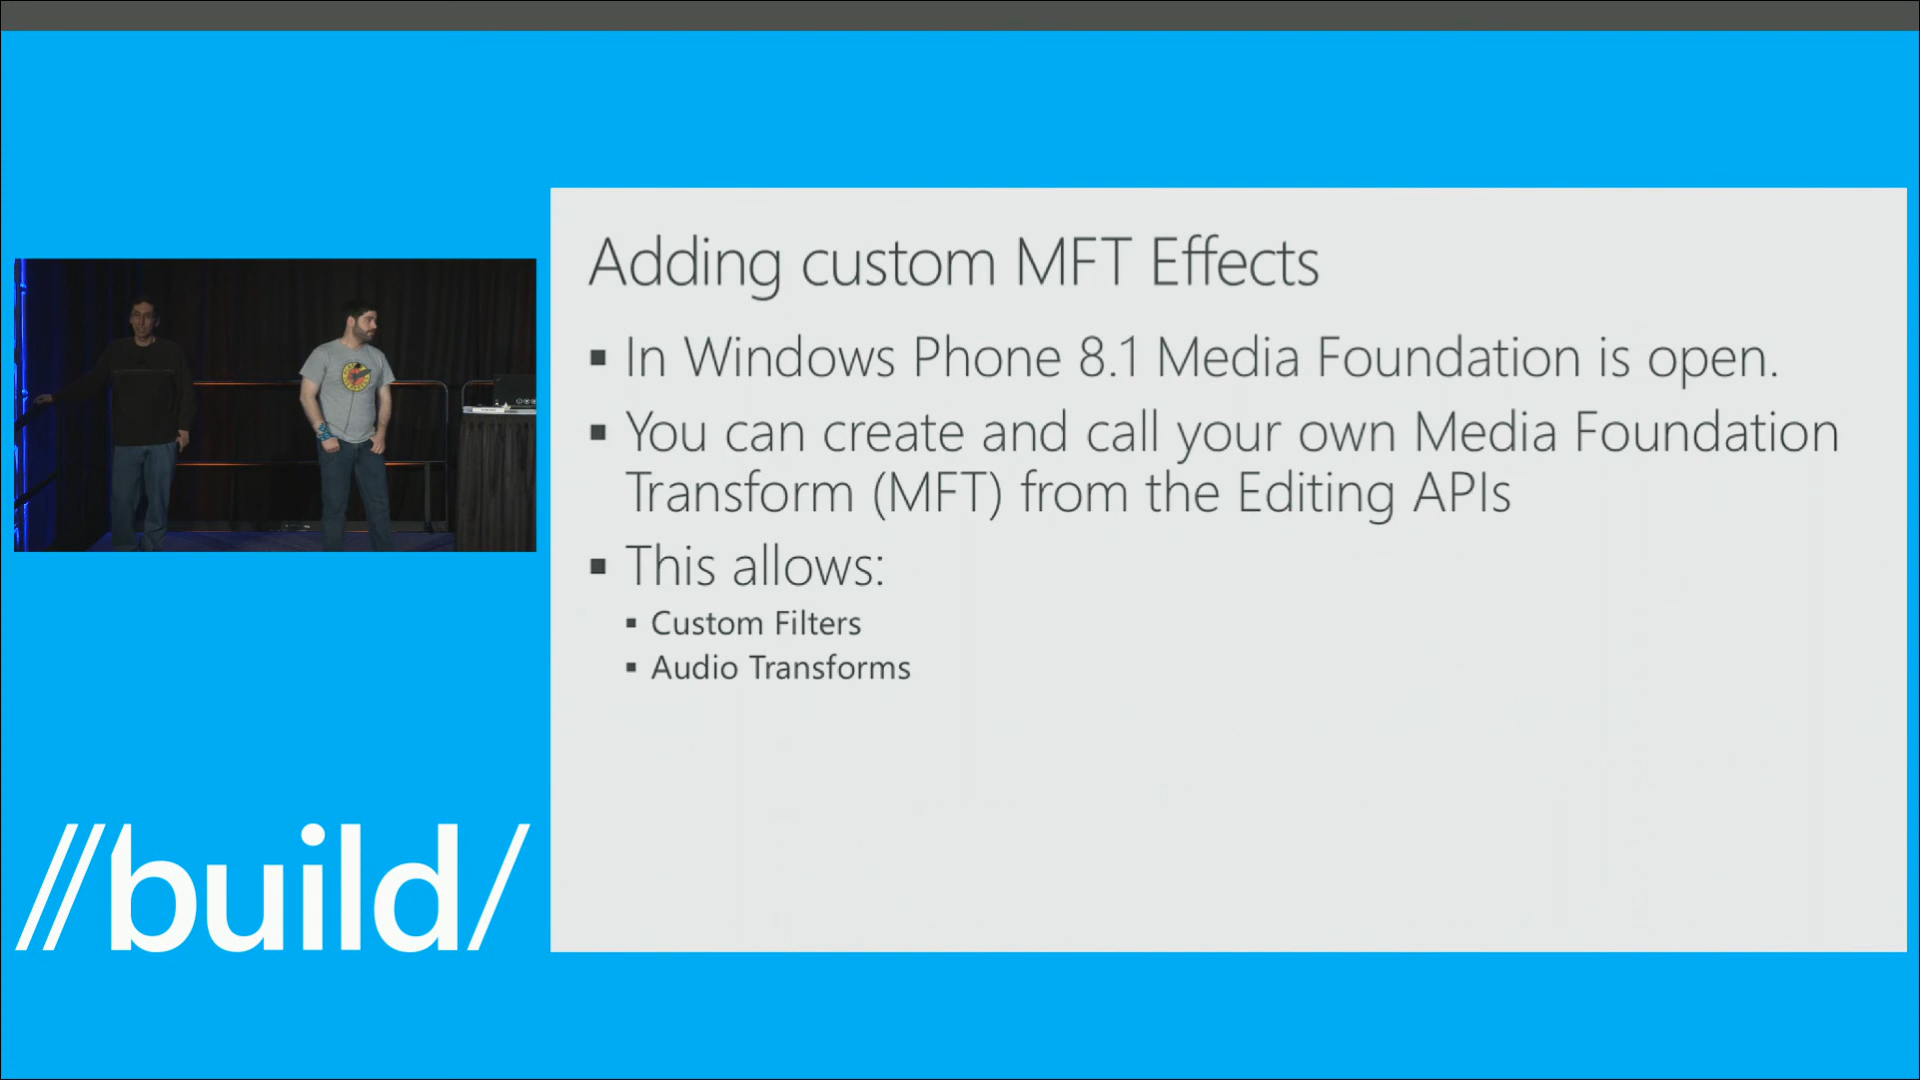 Adding custom MFT Effects
▪ In Windows Phone 8.1 Media Foundation is open.
▪ You can create and call your own Media Foundation
Transform (MFT) from the Editing APIs
▪ This allows:
▪ Custom Filters
▪ Audio Transforms
//build/